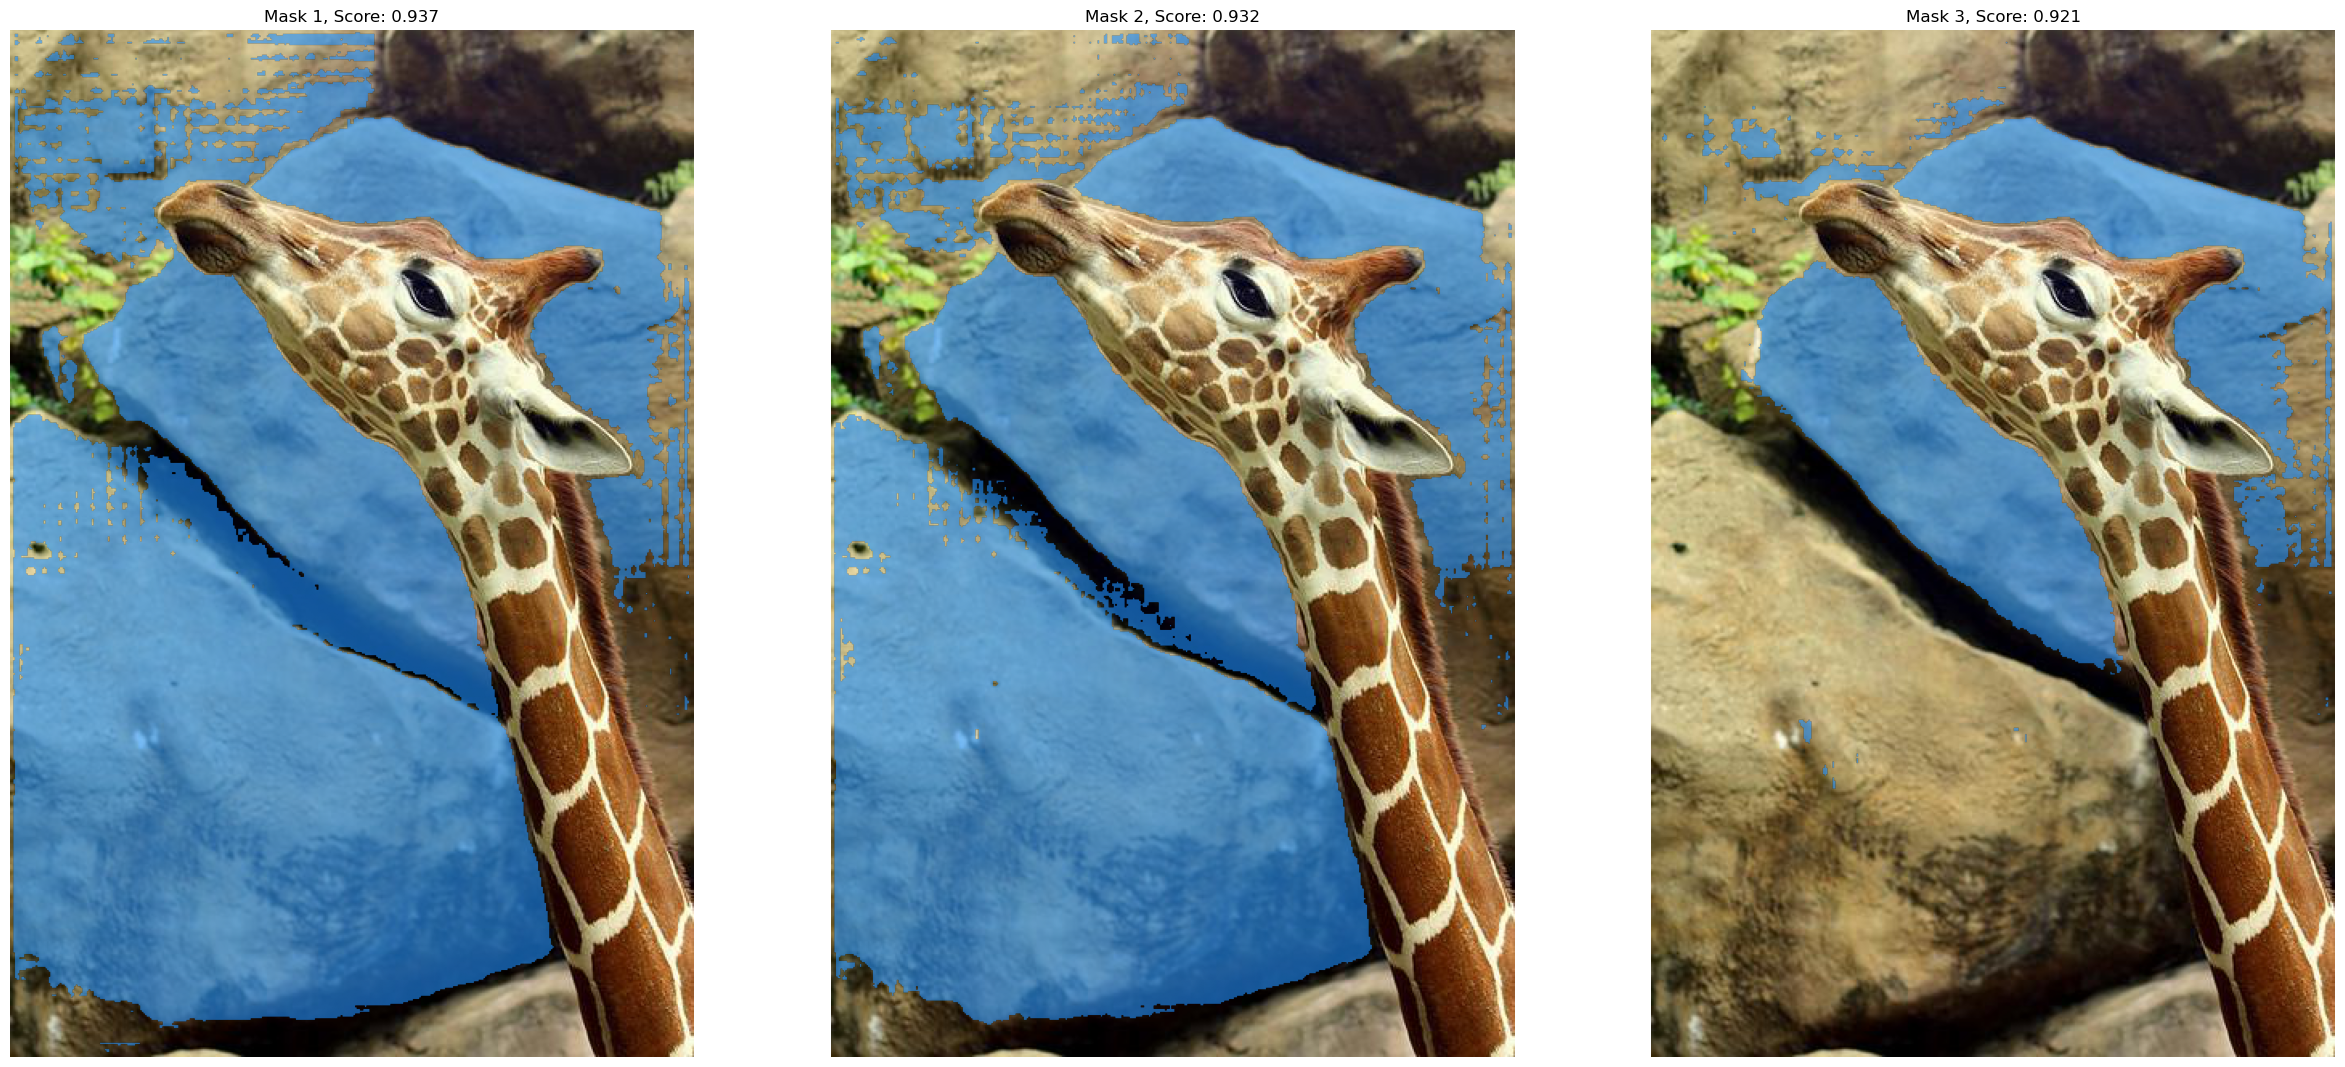 Mask 1, Score: 0.937
Mask 2, Score: 0.932
Mask 3, Score: 0.921